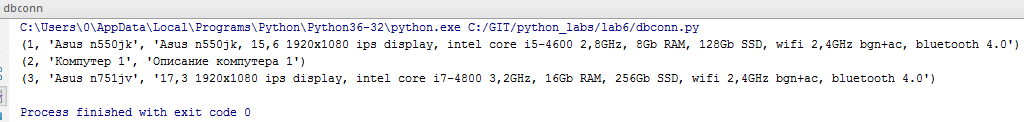 dbconn
C:\Users\0\AppData\Local\Programs\Python\Python36-32\python.exe C:/GIT/python_labs/lab6/dbconn.py
(1, 'Asus n550jk', 'Asus n550jk, 15,6 1920x1080 ips display, intel core i5-4600 2,8GHz, 8Gb RAM, 128Gb SSD, wifi 2,4GHz bgn+ac, bluetooth 4.0')
(2, 'Компутер 1', 'Описание компутера 1')
(3, 'Asus n751jv', '17,3 1920x1080 ips display, intel core i7-4800 3,2GHz, 16Gb RAM, 256Gb SSD, wifi 2,4GHz bgn+ac, bluetooth 4.0')
Process finished with exit code 0